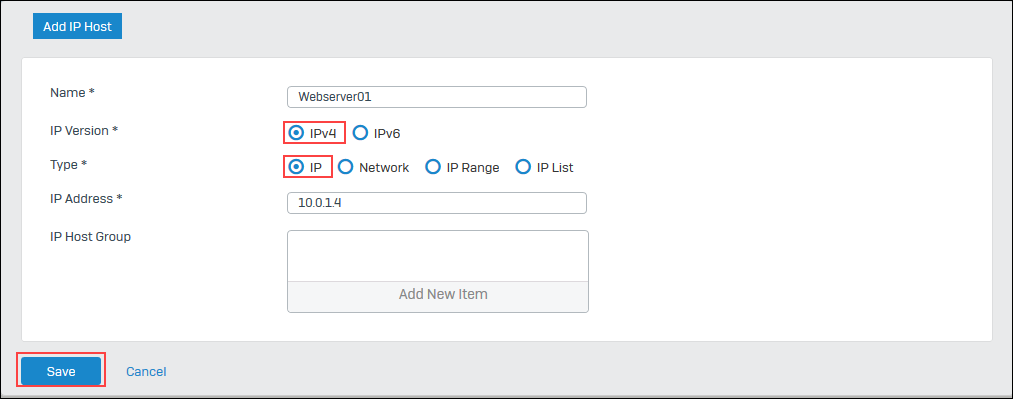 Add IP Host
Name *
Webserver01
IP Version *
IPv4 IPv6
Type *
IP Network IP Range IP List
IP Address *
10.0.1.4
IP Host Group
Add New Item
Save Cancel